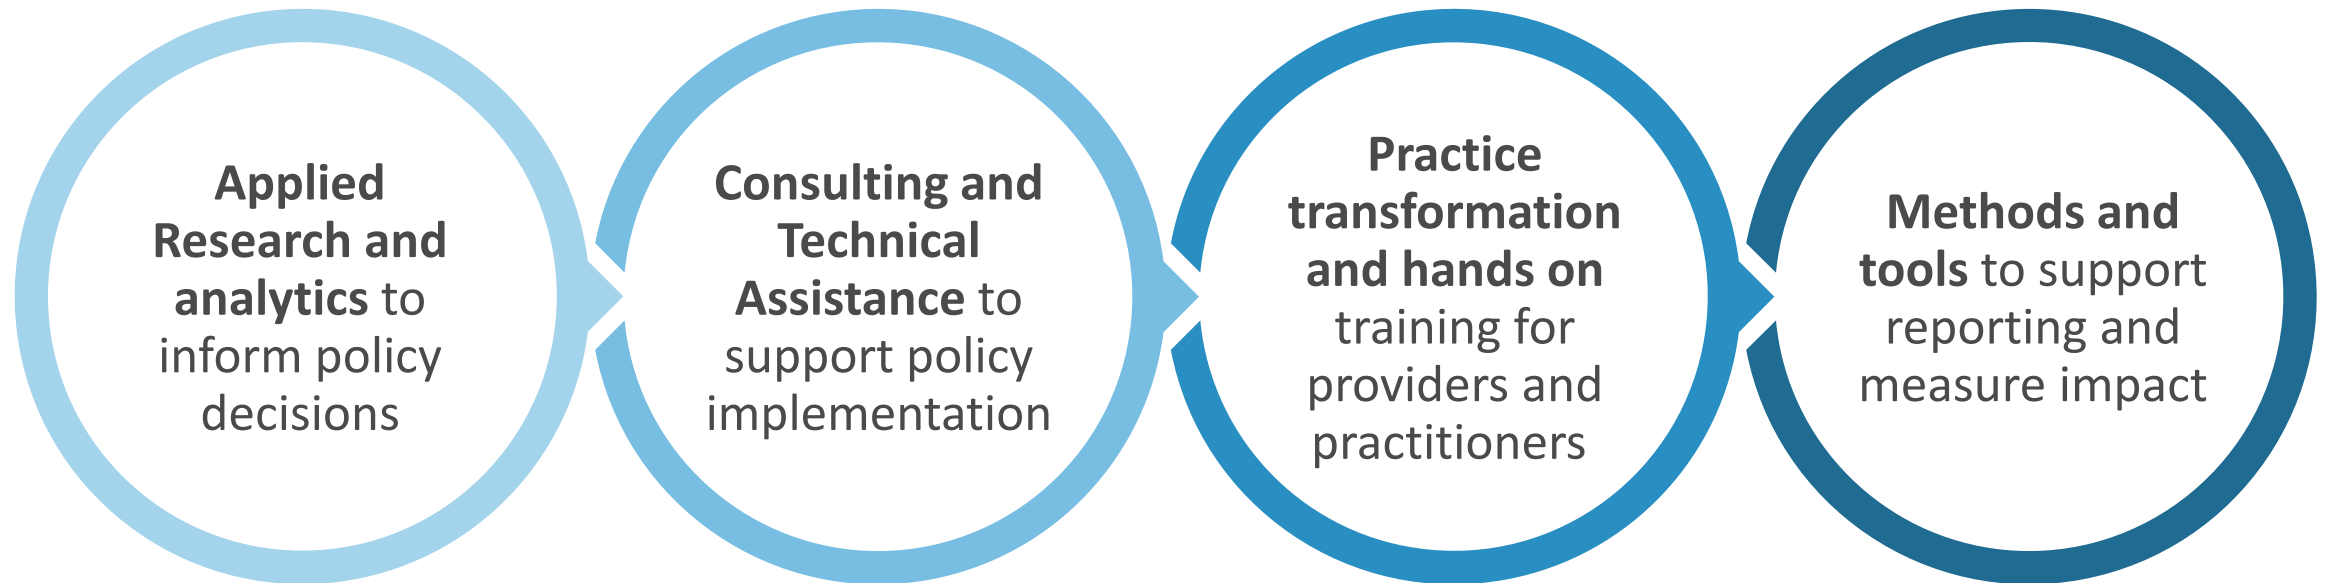 Applied
Research and
analytics to
inform policy
decisions
Consulting and
Technical
Assistance to
support policy
implementation
Practice
transformation
and hands on
training for
providers and
practitioners
Methods and
tools to support
reporting and
measure impact